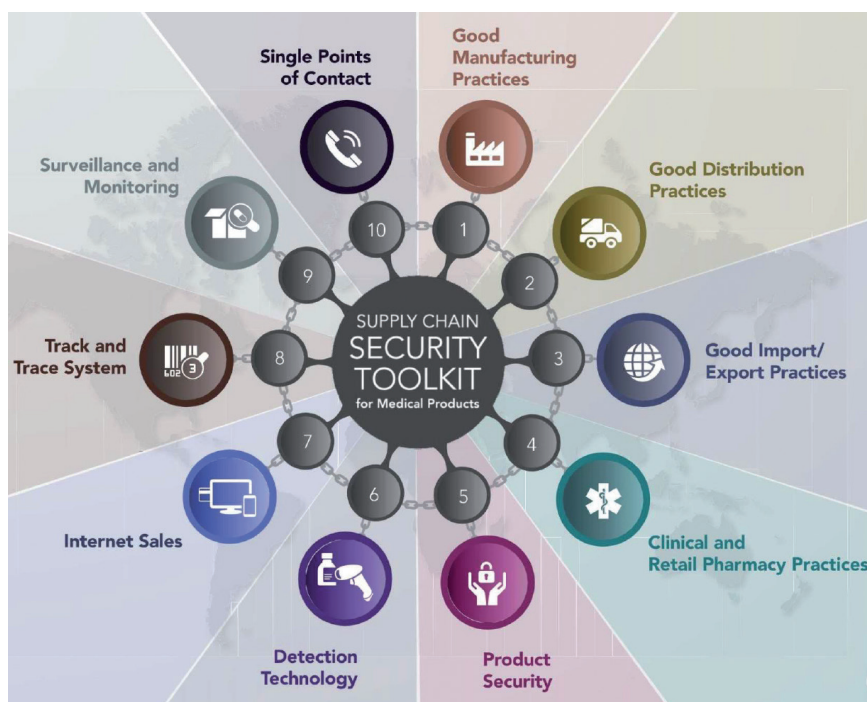 Single Points
of Contact
Good
Manufacturing
Practices
Surveillance and
Monitoring
Good Distribution
Practices
10
1
9
2
SUPPLY CHAIN
SECURITY
TOOLKIT
for Medical Products
Track and
Trace System
602
3
8
3
Good Import/
Export Practices
7
4
6
5
Internet Sales
Clinical and
Retail Pharmacy Practices
Detection
Technology
Product
Security